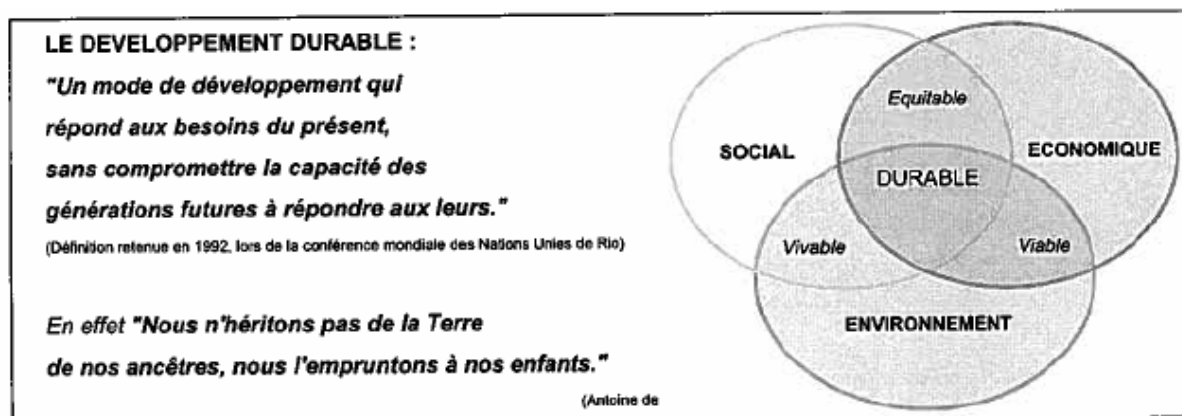 LE DEVELOPPEMENT DURABLE :
"Un mode de développement qui
répond aux besoins du présent,
sans compromettre la capacité des
générations futures à répondre aux leurs."
(Définition retenue en 1992, lors de la conférence mondiale des Nations Unies de Rio)
En effet "Nous n'héritons pas de la Terre
de nos ancêtres, nous l'empruntons à nos enfants."
(Antoine de
Equitable
SOCIAL
ECONOMIQUE
DURABLE
Vivable
Viable
ENVIRONNEMENT